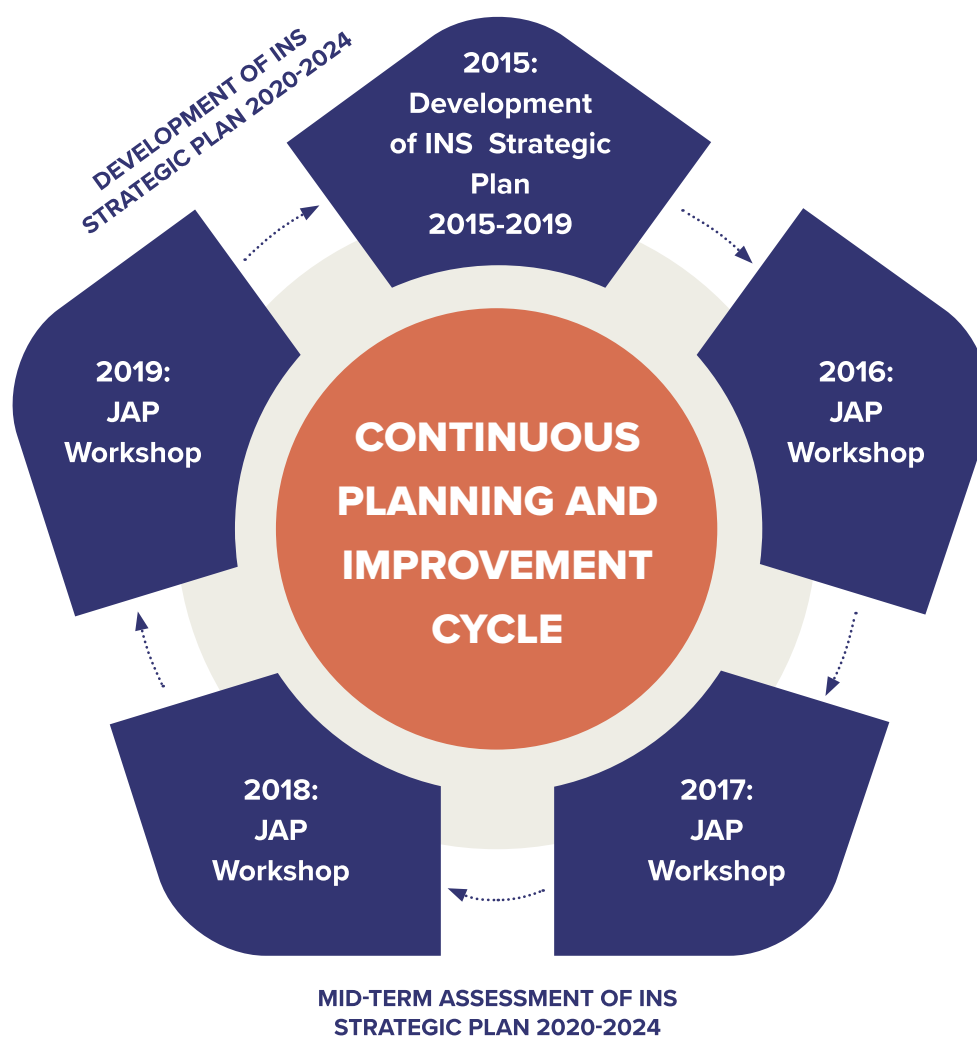 DEVELOPMENT OF INS
STRATEGIC PLAN 2020-2024
2015:
Development
of INS Strategic
Plan
2015-2019
2019:
JAP
Workshop
2016:
JAP
Workshop
CONTINUOUS
PLANNING AND
IMPROVEMENT
CYCLE
2018:
JAP
Workshop
2017:
JAP
Workshop
MID-TERM ASSESSMENT OF INS
STRATEGIC PLAN 2020-2024